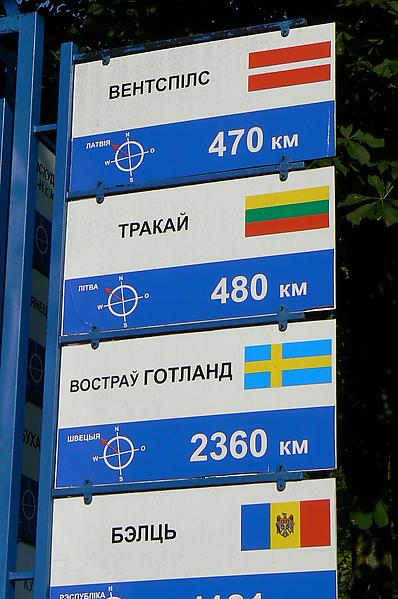 ВЕНТСПІЛС
ЛАТВІЯ
N
W O
S
470 КМ
ТРАКАЙ
ЛІТВА
N
W O
S
480 КМ
ВОСТРАЎ ГОТЛАНД
ШВЕЦЫЯ
N
W O
S
2360 КМ
БЭЛЦЬ
РЭСПУБЛІКА
N